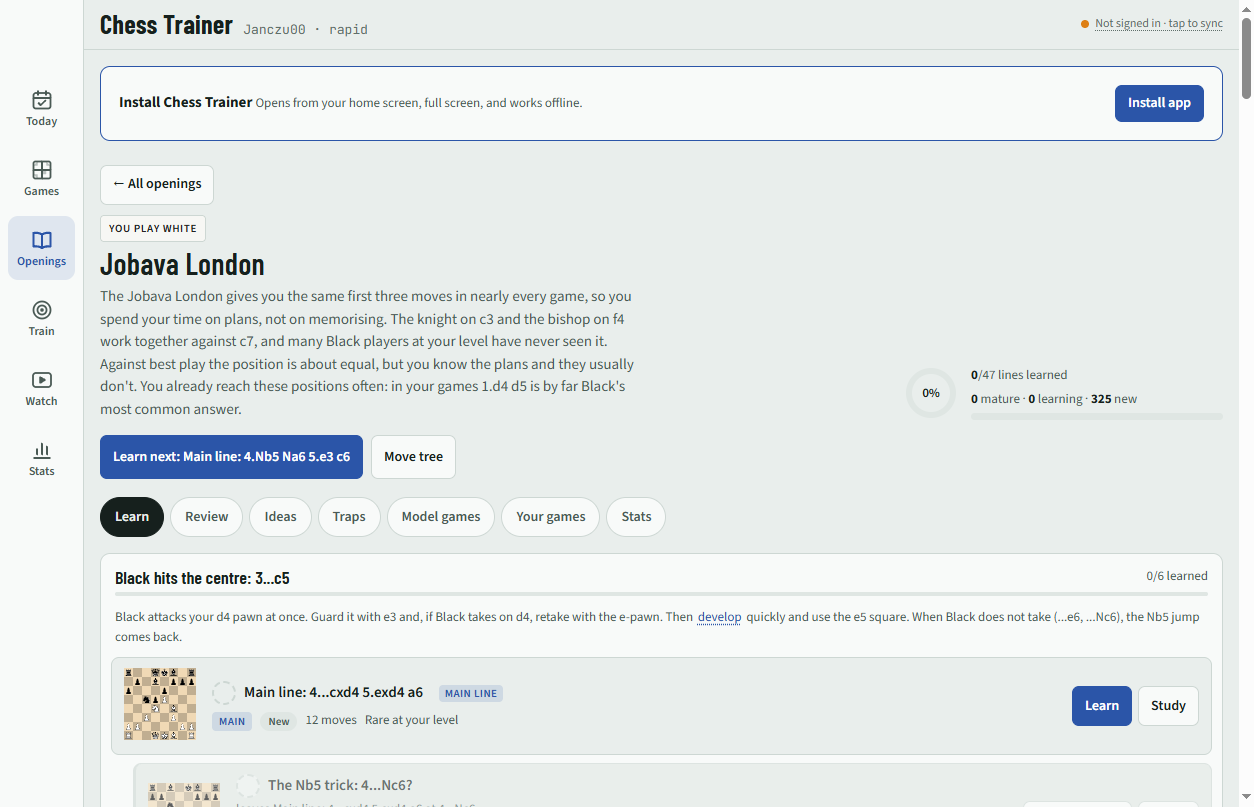 Chess Trainer Janczu00 · rapid
Not signed in · tap to sync
Install Chess Trainer Opens from your home screen, full screen, and works offline.
Install app
Today
Games
Openings
Train
Watch
Stats
← All openings
YOU PLAY WHITE
Jobava London
The Jobava London gives you the same first three moves in nearly every game, so you
spend your time on plans, not on memorising. The knight on c3 and the bishop on f4
work together against c7, and many Black players at your level have never seen it.
Against best play the position is about equal, but you know the plans and they usually
don't. You already reach these positions often: in your games 1.d4 d5 is by far Black's
most common answer.
0%
0/47 lines learned
0 mature · 0 learning · 325 new
Learn next: Main line: 4.Nb5 Na6 5.e3 c6
Move tree
Learn
Review
Ideas
Traps
Model games
Your games
Stats
Black hits the centre: 3...c5
0/6 learned
Black attacks your d4 pawn at once. Guard it with e3 and, if Black takes on d4, retake with the e-pawn. Then develop quickly and use the e5 square. When Black does not take (...e6, ...Nc6), the Nb5 jump
comes back.
Main line: 4...cxd4 5.exd4 a6 MAIN LINE
MAIN New 12 moves Rare at your level
Learn
Study
The Nb5 trick: 4...Nc6?